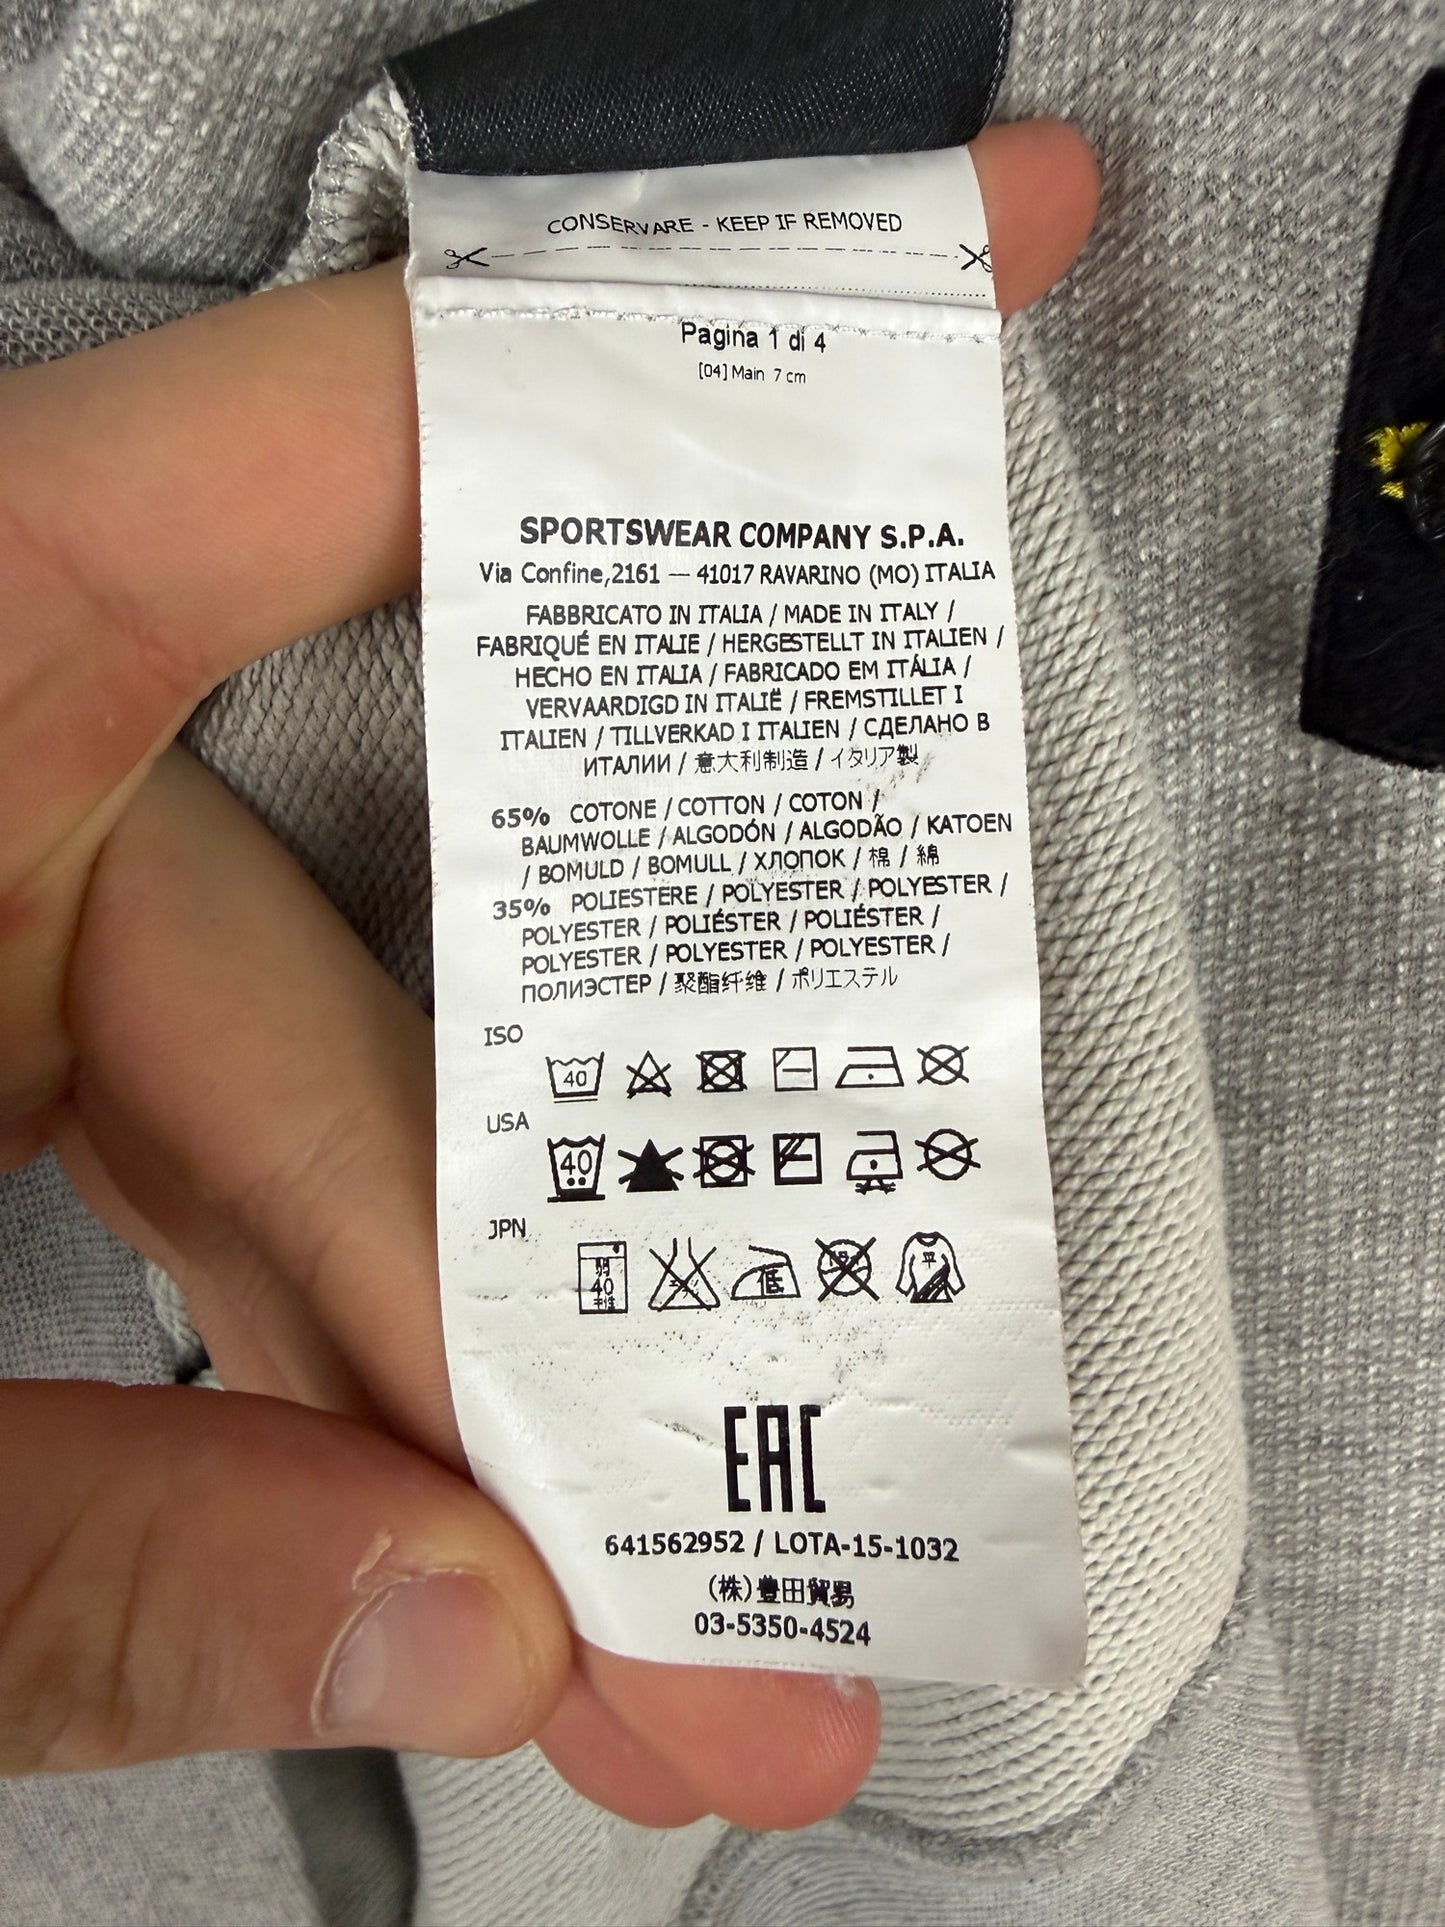 CONSERVARE - KEEP IF REMOVED
Pagina 1 di 4
[04] Main 7 cm
SPORTSWEAR COMPANY S.P.A.
Via Confine,2161 — 41017 RAVARINO (MO) ITALIA
FABBRICATO IN ITALIA / MADE IN ITALY /
FABRIQUÉ EN ITALIE / HERGESTELLT IN ITALIEN /
HECHO EN ITALIA / FABRICADO EM ITÁLIA /
VERVAARDIGD IN ITALIË / FREMSTILLET I
ITALIEN / TILLVERKAD I ITALIEN / СДЕЛАНО В
ИТАЛИИ / 意大利制造 / イタリア製
65% COTONE / COTTON / COTON /
BAUMWOLLE / ALGODÓN / ALGODÃO / KATOEN
/ BOMULD / BOMULL / ХЛОПОК / 棉 / 綿
35% POLIESTERE / POLYESTER / POLYESTER /
POLYESTER / POLIÉSTER / POLIÉSTER /
POLYESTER / POLYESTER / POLYESTER /
ПОЛИЭСТЕР / 聚酯纤维 / ポリエステル
ISO
40
USA
40
JPN
弱
40
中性
低
平
EAC
641562952 / LOTA-15-1032
(株)豊田貿易
03-5350-4524